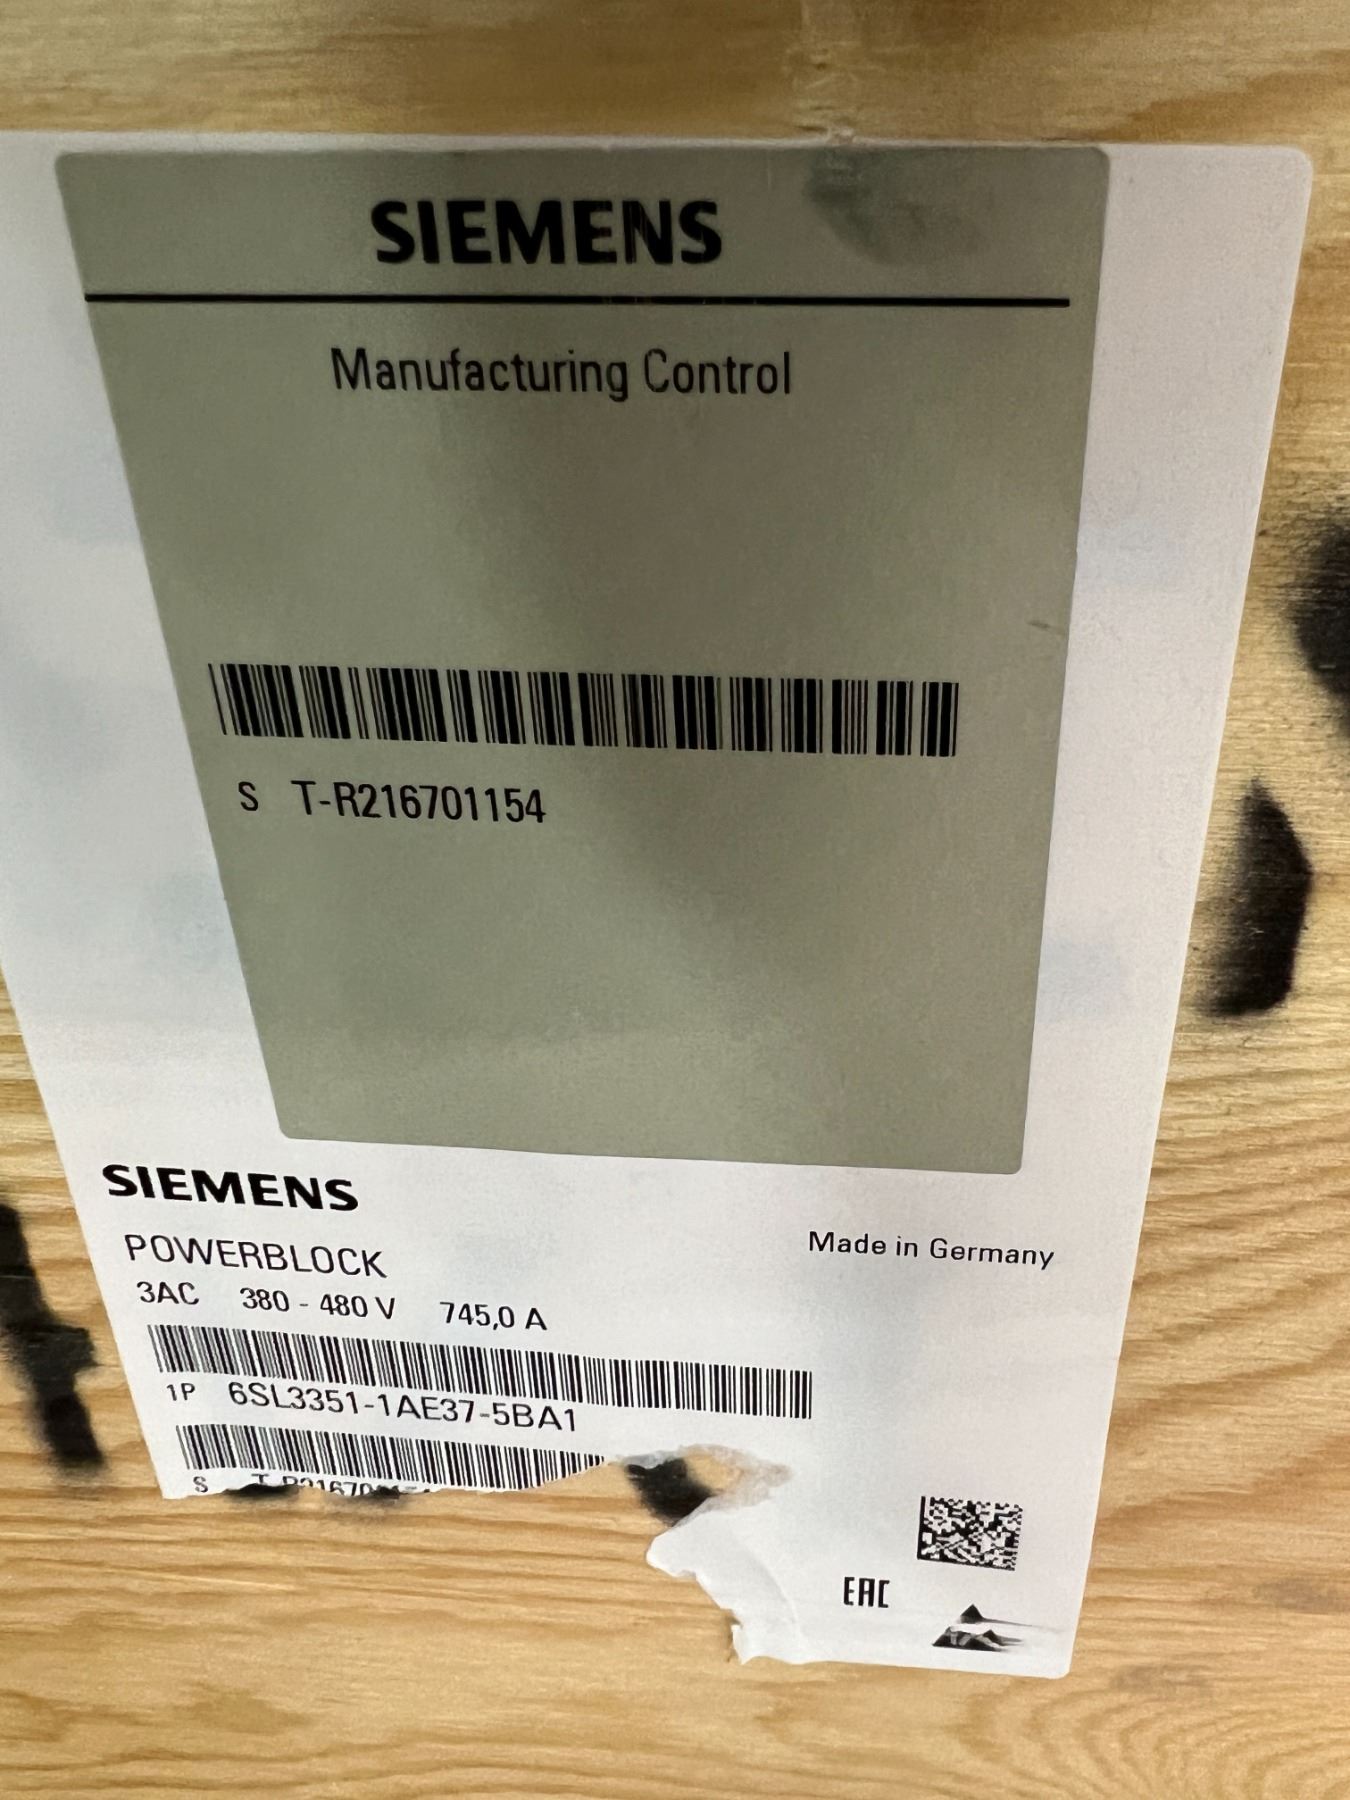 SIEMENS
Manufacturing Control
S T-R216701154
SIEMENS
POWERBLOCK
Made in Germany
3AC 380 - 480 V 745,0 A
1P 6SL3351-1AE37-5BA1
S
EAC